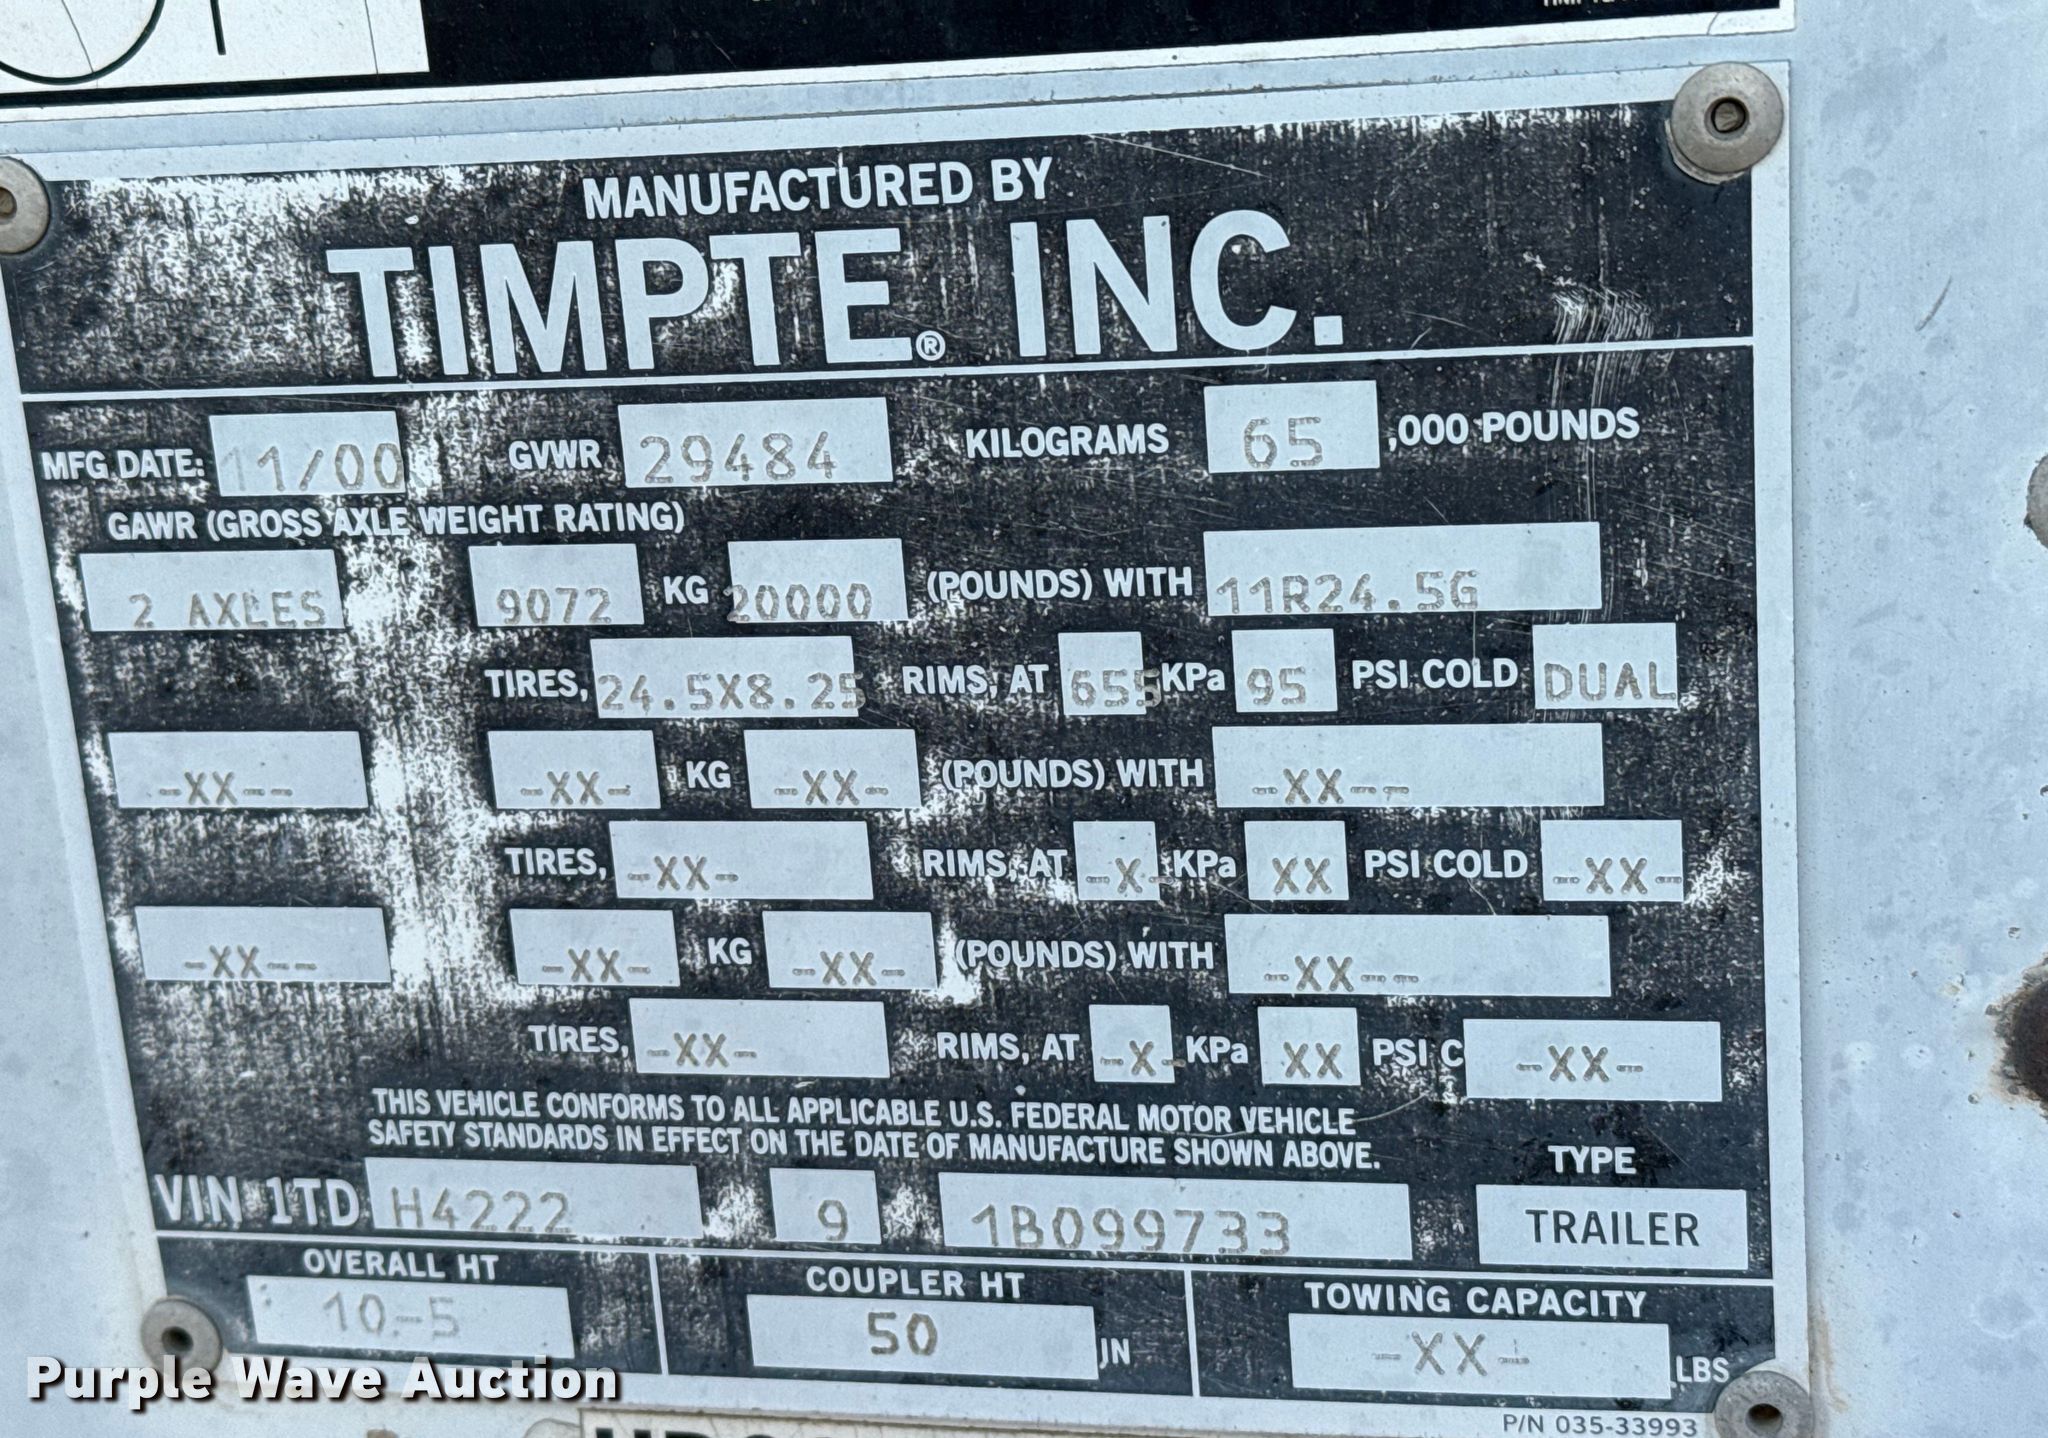 MANUFACTURED BY
TIMPTE® INC.
MFG DATE: 11/00 GVWR 29484 KILOGRAMS 65 ,000 POUNDS
GAWR (GROSS AXLE WEIGHT RATING)
2 AXLES 9072 KG 20000 (POUNDS) WITH 11R24.5G
TIRES, 24.5X8.25 RIMS, AT 655 KPa 95 PSI COLD DUAL
-XX-- -XX- KG -XX- (POUNDS) WITH -XX--
TIRES, -XX- RIMS, AT -X- KPa XX PSI COLD -XX-
-XX-- -XX- KG -XX- (POUNDS) WITH -XX--
TIRES, -XX- RIMS, AT -X- KPa XX PSI C -XX-
THIS VEHICLE CONFORMS TO ALL APPLICABLE U.S. FEDERAL MOTOR VEHICLE
SAFETY STANDARDS IN EFFECT ON THE DATE OF MANUFACTURE SHOWN ABOVE.
TYPE
VIN 1TD H4222 9 1B099733 TRAILER
OVERALL HT COUPLER HT TOWING CAPACITY
10.-5 50 IN -XX- LBS
P/N 035-33993
Purple Wave Auction